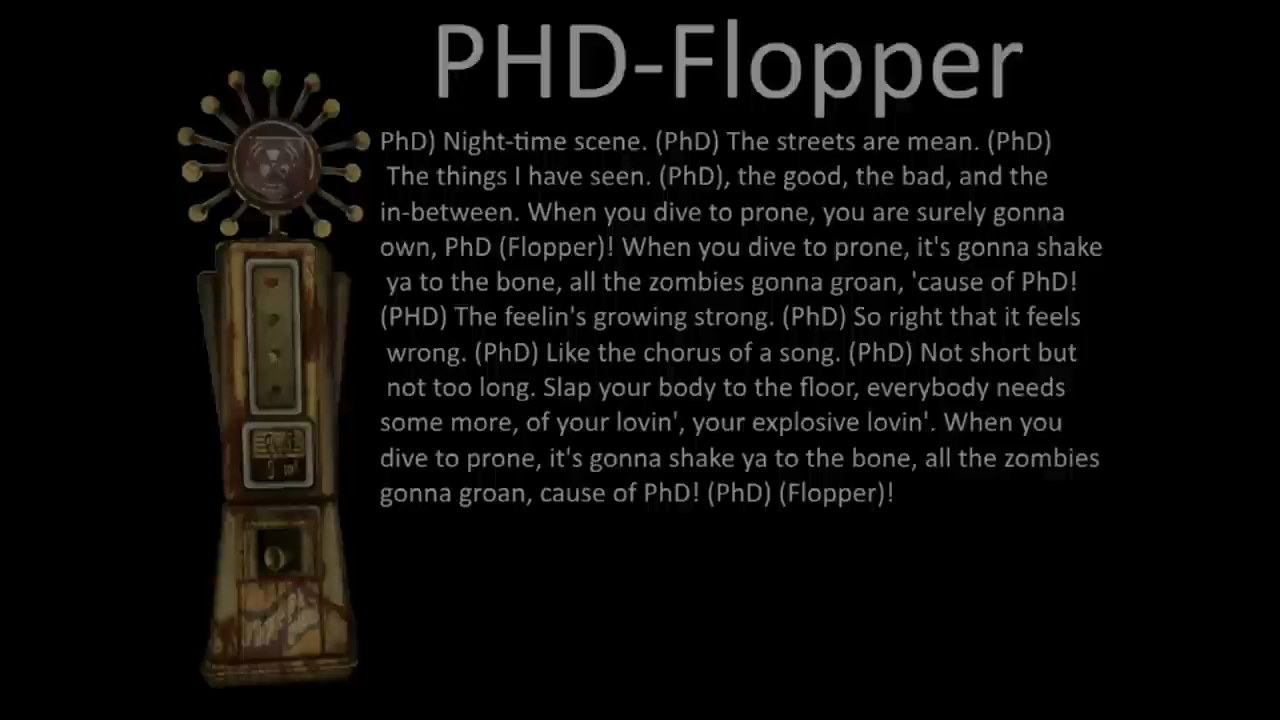 PHD-Flopper
PhD) Night-time scene. (PhD) The streets are mean. (PhD)
The things I have seen. (PhD), the good, the bad, and the
in-between. When you dive to prone, you are surely gonna
own, PhD (Flopper)! When you dive to prone, it's gonna shake
ya to the bone, all the zombies gonna groan, 'cause of PhD!
(PHD) The feelin's growing strong. (PhD) So right that it feels
wrong. (PhD) Like the chorus of a song. (PhD) Not short but
not too long. Slap your body to the floor, everybody needs
some more, of your lovin', your explosive lovin'. When you
dive to prone, it's gonna shake ya to the bone, all the zombies
gonna groan, cause of PhD! (PhD) (Flopper)!